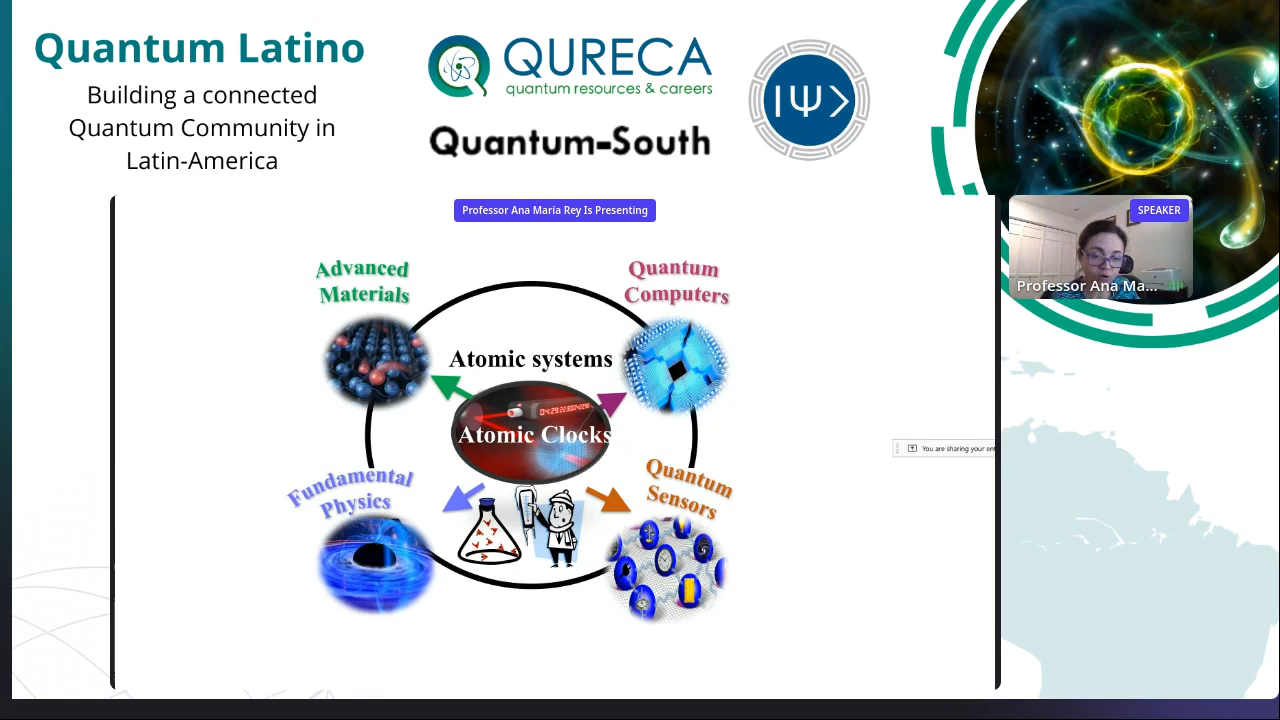 Quantum Latino
Building a connected
Quantum Community in
Latin-America
QURECA
quantum resources & careers
Quantum-South
|Ψ>
Professor Ana María Rey Is Presenting
SPEAKER
Professor Ana Ma...
Advanced
Materials
Quantum
Computers
Atomic systems
Atomic Clocks
Fundamental
Physics
Quantum
Sensors
You are sharing your